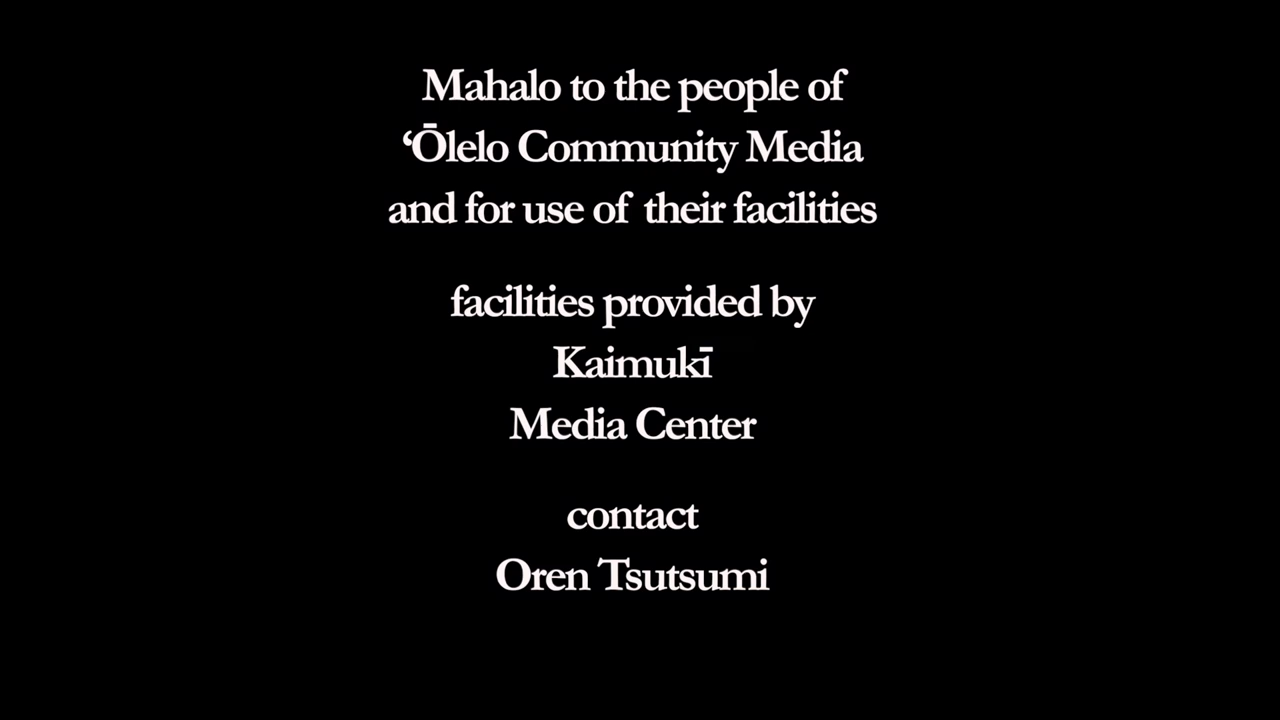 Mahalo to the people of
‘Ōlelo Community Media
and for use of their facilities
facilities provided by
Kaimukī
Media Center
contact
Oren Tsutsumi